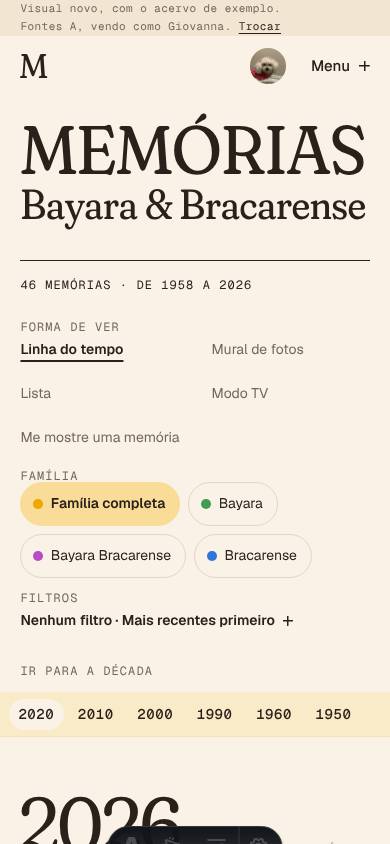 Visual novo, com o acervo de exemplo.
Fontes A, vendo como Giovanna. Trocar
M
Menu +
MEMÓRIAS
Bayara & Bracarense
46 MEMÓRIAS · DE 1958 A 2026
FORMA DE VER
Linha do tempo
Mural de fotos
Lista
Modo TV
Me mostre uma memória
FAMÍLIA
Família completa
Bayara
Bayara Bracarense
Bracarense
FILTROS
Nenhum filtro · Mais recentes primeiro +
IR PARA A DÉCADA
2020 2010 2000 1990 1960 1950
2026